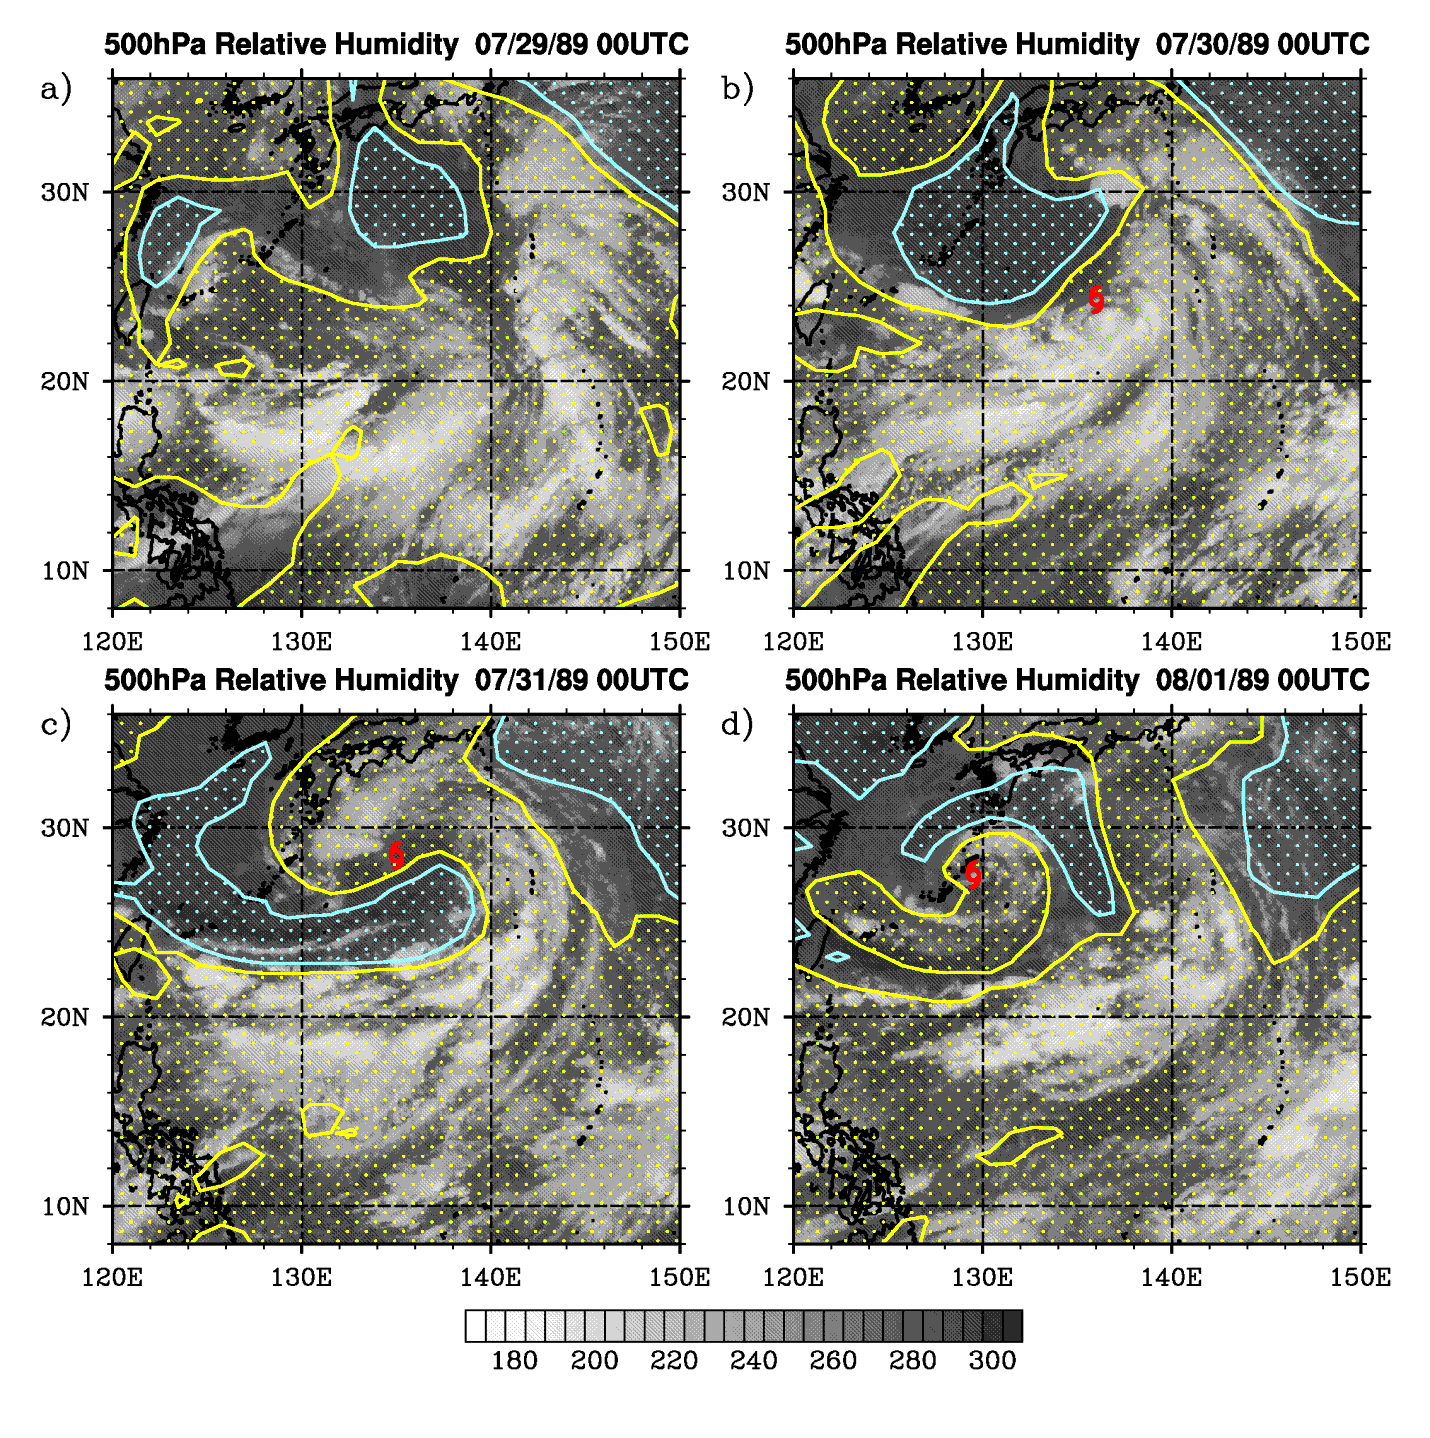 500hPa Relative Humidity 07/29/89 00UTC
500hPa Relative Humidity 07/30/89 00UTC
a)
b)
30N
30N
20N
20N
10N
10N
120E 130E 140E 150E
120E 130E 140E 150E
500hPa Relative Humidity 07/31/89 00UTC
500hPa Relative Humidity 08/01/89 00UTC
c)
d)
30N
30N
20N
20N
10N
10N
120E 130E 140E 150E
120E 130E 140E 150E
180 200 220 240 260 280 300